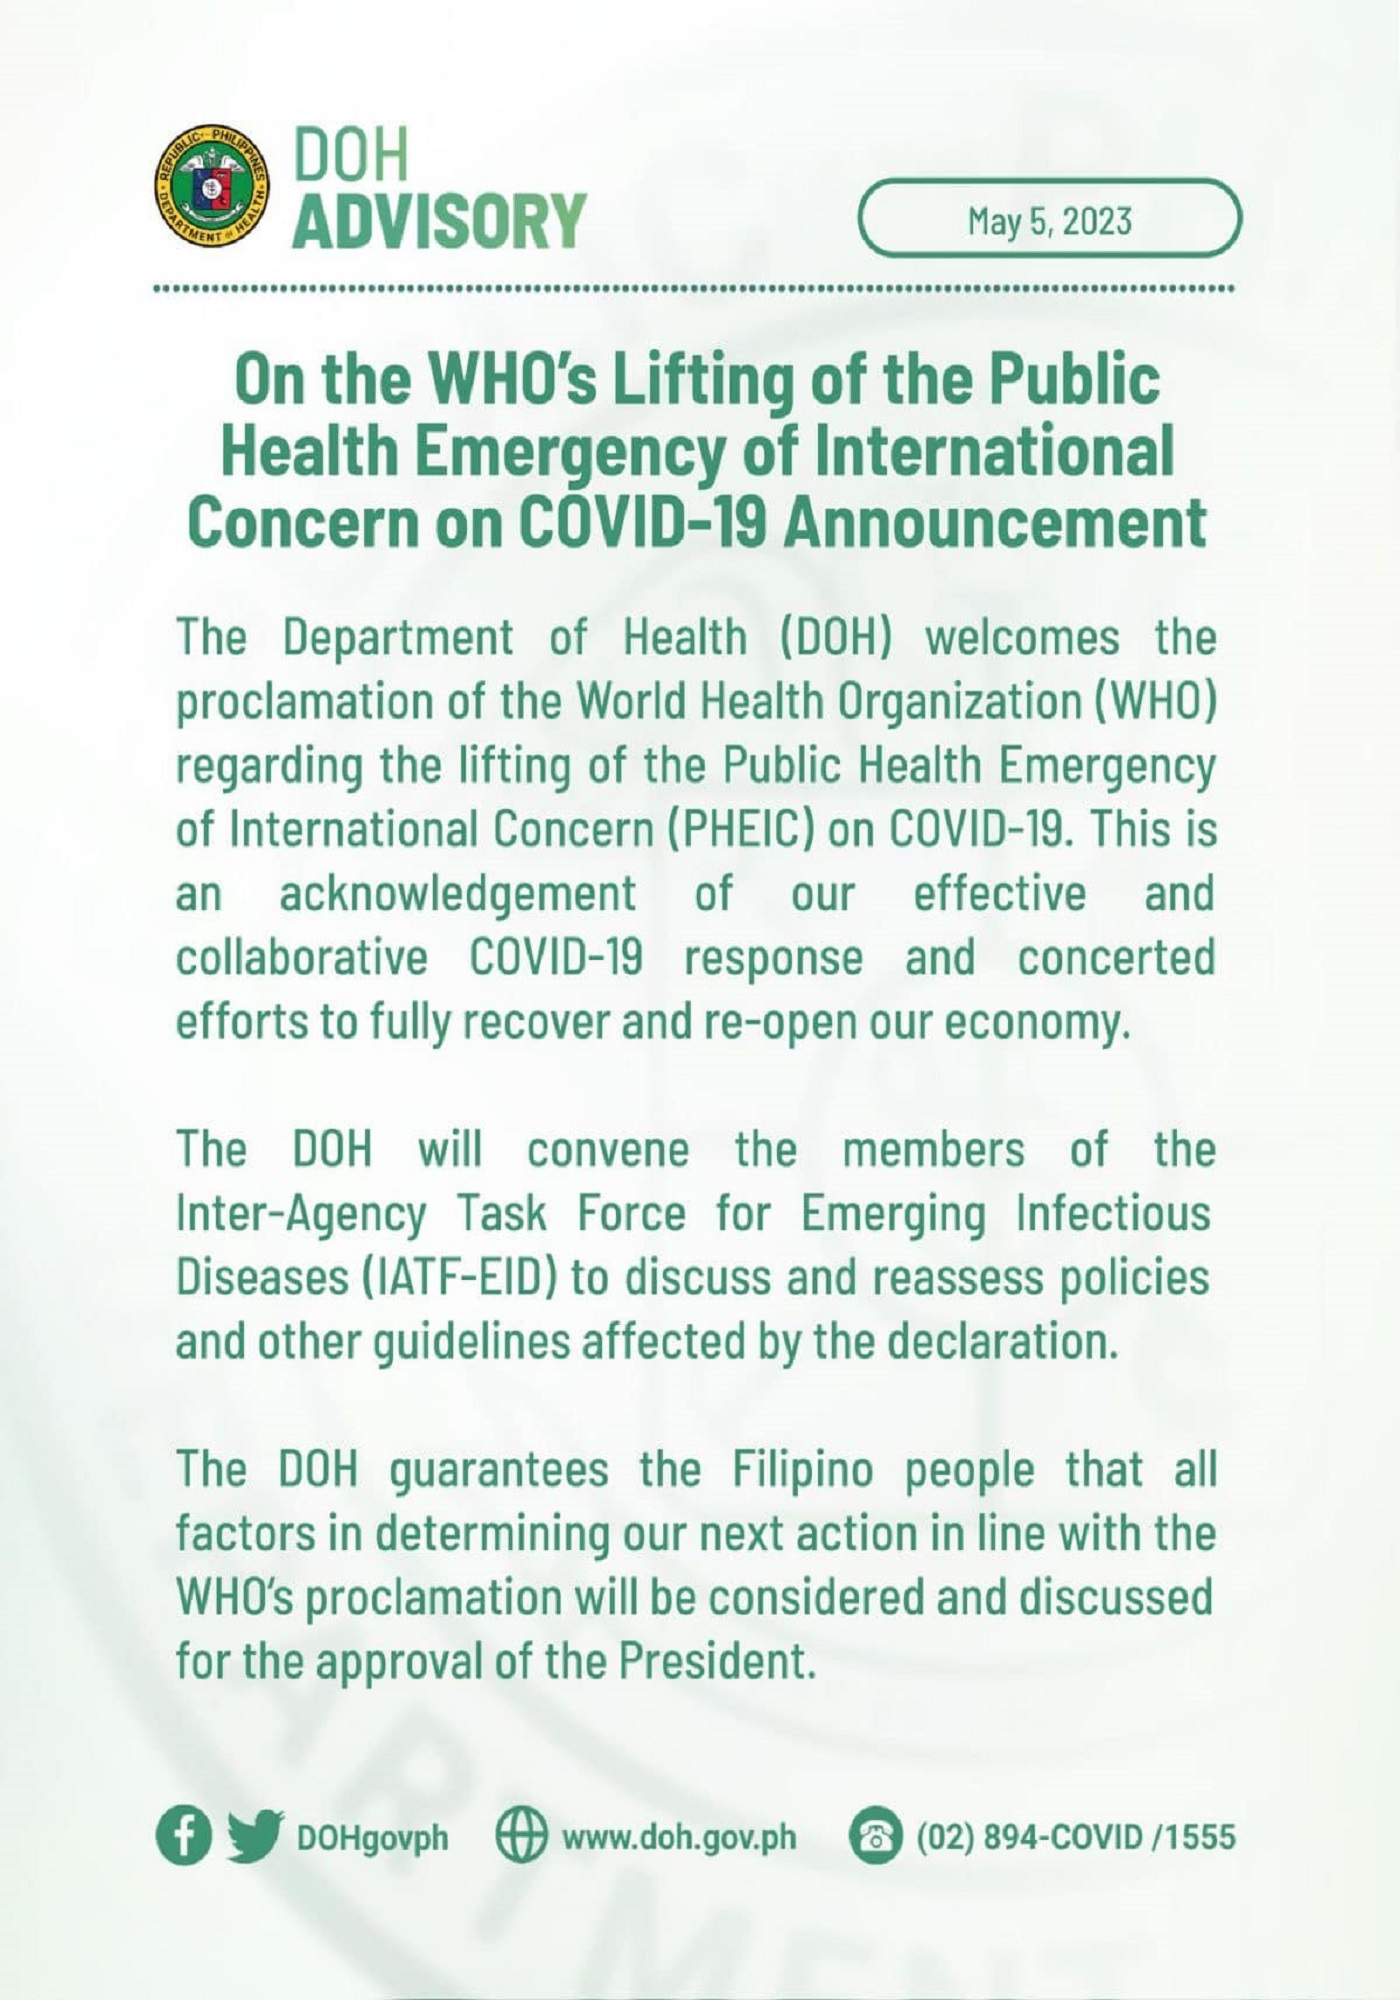 REPUBLIC PHILIPPINES
DEPARTMENT of HEALTH
DOH
ADVISORY
May 5, 2023
On the WHO's Lifting of the Public
Health Emergency of International
Concern on COVID-19 Announcement
The Department of Health (DOH) welcomes the
proclamation of the World Health Organization (WHO)
regarding the lifting of the Public Health Emergency
of International Concern (PHEIC) on COVID-19. This is
an acknowledgement of our effective and
collaborative COVID-19 response and concerted
efforts to fully recover and re-open our economy.
The DOH will convene the members of the
Inter-Agency Task Force for Emerging Infectious
Diseases (IATF-EID) to discuss and reassess policies
and other guidelines affected by the declaration.
The DOH guarantees the Filipino people that all
factors in determining our next action in line with the
WHO's proclamation will be considered and discussed
for the approval of the President.
DOHgovph www.doh.gov.ph (02) 894-COVID /1555